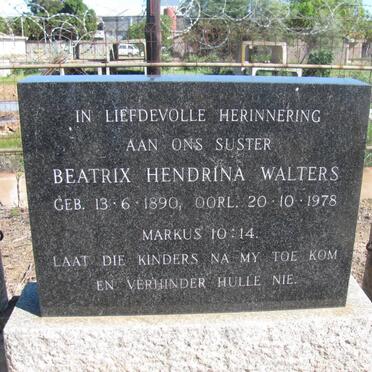 IN LIEFDEVOLLE HERINNERING
AAN ONS SUSTER
BEATRIX HENDRINA WALTERS
GEB. 13-6-1890, OORL. 20-10-1978
MARKUS 10:14.
LAAT DIE KINDERS NA MY TOE KOM
EN VERHINDER HULLE NIE.